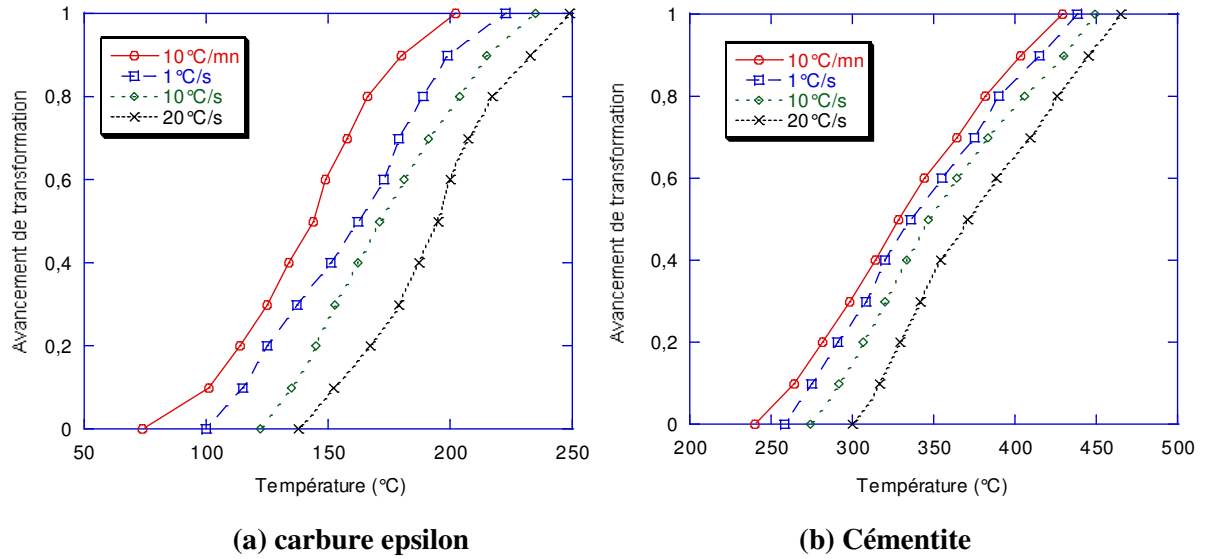 1
0,8
0,6
0,4
0,2
0
Avancement de transformation
10°C/mn
1°C/s
10°C/s
20°C/s
50 100 150 200 250
Température (°C)
(a) carbure epsilon
1
0,8
0,6
0,4
0,2
0
Avancement de transformation
10°C/mn
1°C/s
10°C/s
20°C/s
200 250 300 350 400 450 500
Température (°C)
(b) Cémentite